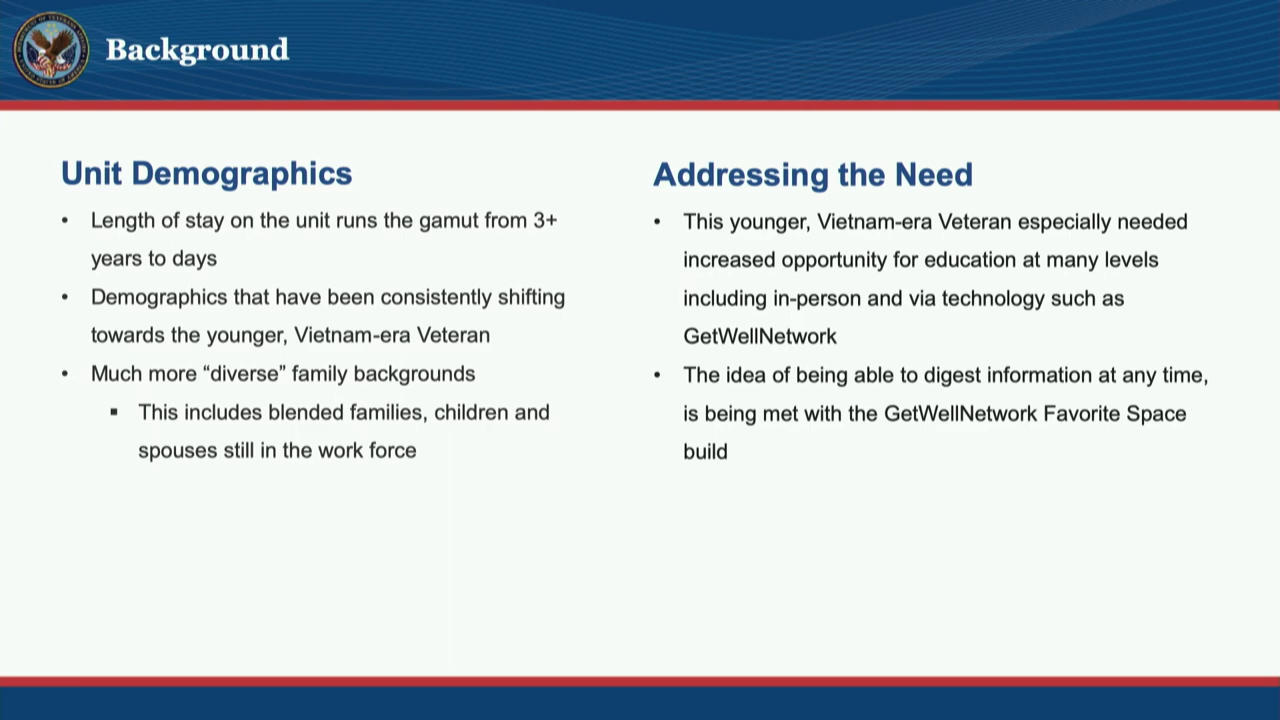 Background
Unit Demographics
• Length of stay on the unit runs the gamut from 3+
years to days
• Demographics that have been consistently shifting
towards the younger, Vietnam-era Veteran
• Much more “diverse” family backgrounds
▪ This includes blended families, children and
spouses still in the work force
Addressing the Need
• This younger, Vietnam-era Veteran especially needed
increased opportunity for education at many levels
including in-person and via technology such as
GetWellNetwork
• The idea of being able to digest information at any time,
is being met with the GetWellNetwork Favorite Space
build